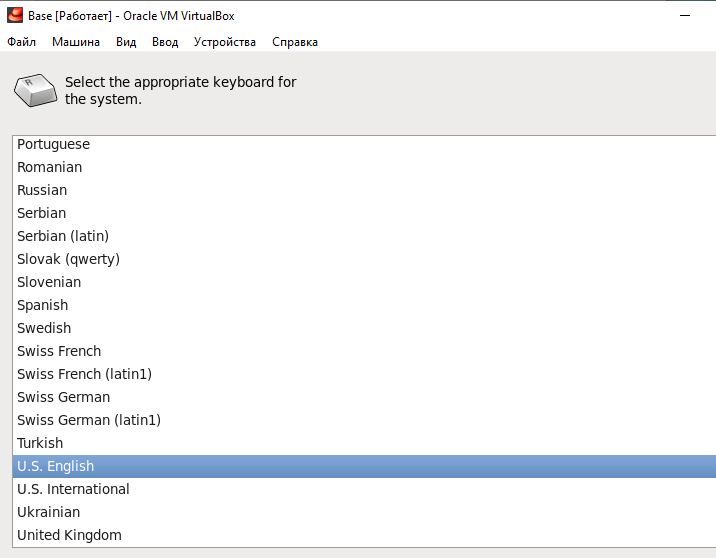 Base [Работает] - Oracle VM VirtualBox
Файл Машина Вид Ввод Устройства Справка
R
Select the appropriate keyboard for
the system.
Portuguese
Romanian
Russian
Serbian
Serbian (latin)
Slovak (qwerty)
Slovenian
Spanish
Swedish
Swiss French
Swiss French (latin1)
Swiss German
Swiss German (latin1)
Turkish
U.S. English
U.S. International
Ukrainian
United Kingdom